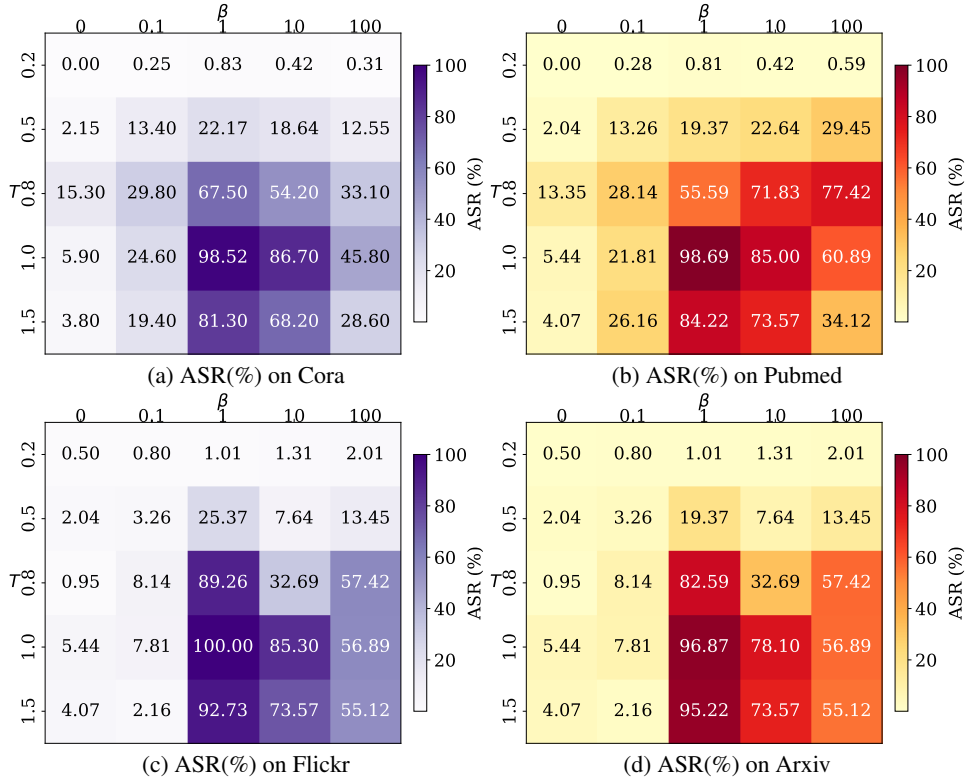 β
0 0.1 1 10 100
0.2 0.00 0.25 0.83 0.42 0.31
0.5 2.15 13.40 22.17 18.64 12.55
T 0.8 15.30 29.80 67.50 54.20 33.10
1.0 5.90 24.60 98.52 86.70 45.80
1.5 3.80 19.40 81.30 68.20 28.60
100
80
60
40
20
ASR (%)
(a) ASR(%) on Cora
β
0 0.1 1 10 100
0.2 0.00 0.28 0.81 0.42 0.59
0.5 2.04 13.26 19.37 22.64 29.45
T 0.8 13.35 28.14 55.59 71.83 77.42
1.0 5.44 21.81 98.69 85.00 60.89
1.5 4.07 26.16 84.22 73.57 34.12
100
80
60
40
20
ASR (%)
(b) ASR(%) on Pubmed
β
0 0.1 1 10 100
0.2 0.50 0.80 1.01 1.31 2.01
0.5 2.04 3.26 25.37 7.64 13.45
T 0.8 0.95 8.14 89.26 32.69 57.42
1.0 5.44 7.81 100.00 85.30 56.89
1.5 4.07 2.16 92.73 73.57 55.12
100
80
60
40
20
ASR (%)
(c) ASR(%) on Flickr
β
0 0.1 1 10 100
0.2 0.50 0.80 1.01 1.31 2.01
0.5 2.04 3.26 19.37 7.64 13.45
T 0.8 0.95 8.14 82.59 32.69 57.42
1.0 5.44 7.81 96.87 78.10 56.89
1.5 4.07 2.16 95.22 73.57 55.12
100
80
60
40
20
ASR (%)
(d) ASR(%) on Arxiv